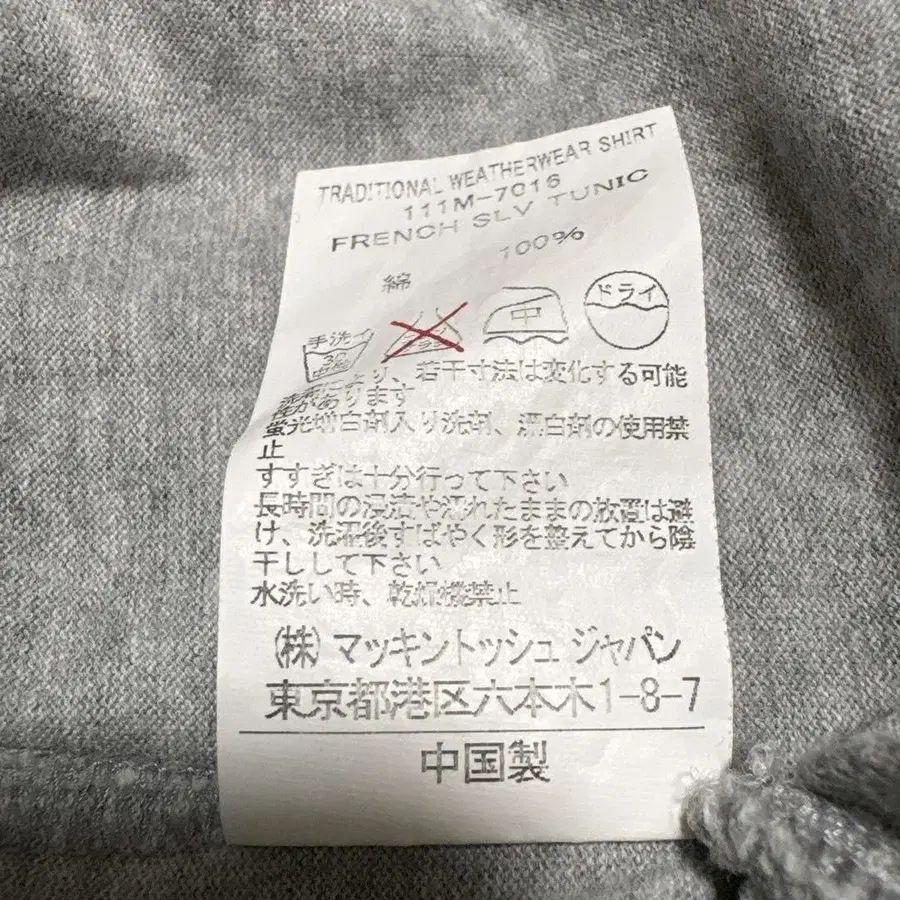 TRADITIONAL WEATHERWEAR SHIRT
111M-7016
FRENCH SLV TUNIC
綿 100%
手洗イ 30 中 ドライ
により、若干寸法は変化する可能
性があります
蛍光増白剤入り洗剤、漂白剤の使用禁
止
すすぎは十分行って下さい
長時間の浸漬や濡れたままの放置は避
け、洗濯後すばやく形を整えてから陰
干しして下さい
水洗い時、乾燥機禁止
(株)マッキントッシュ ジャパン
東京都港区六本木1-8-7
中国製